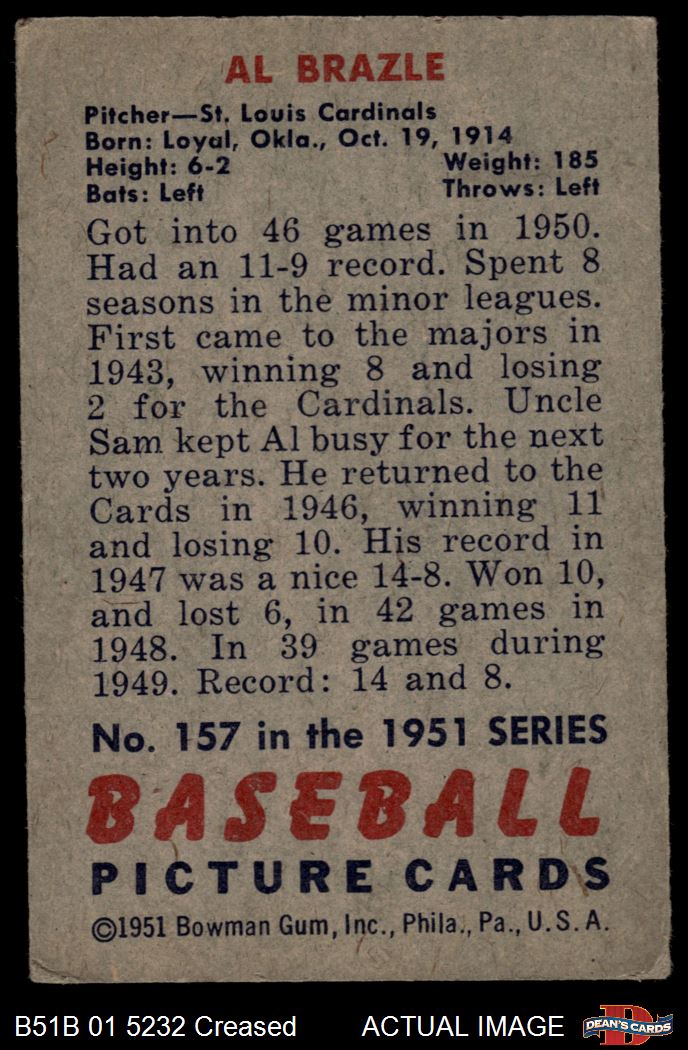 AL BRAZLE
Pitcher—St. Louis Cardinals
Born: Loyal, Okla., Oct. 19, 1914
Height: 6-2 Weight: 185
Bats: Left Throws: Left
Got into 46 games in 1950.
Had an 11-9 record. Spent 8
seasons in the minor leagues.
First came to the majors in
1943, winning 8 and losing
2 for the Cardinals. Uncle
Sam kept Al busy for the next
two years. He returned to the
Cards in 1946, winning 11
and losing 10. His record in
1947 was a nice 14-8. Won 10,
and lost 6, in 42 games in
1948. In 39 games during
1949. Record: 14 and 8.
No. 157 in the 1951 SERIES
BASEBALL
PICTURE CARDS
©1951 Bowman Gum, Inc., Phila., Pa., U.S.A.
B51B 01 5232 Creased ACTUAL IMAGE
D
DEAN'S CARDS